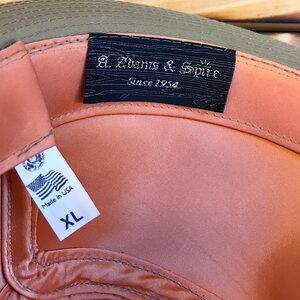 A. Adams & Spire
Since 1954
Made in USA
XL